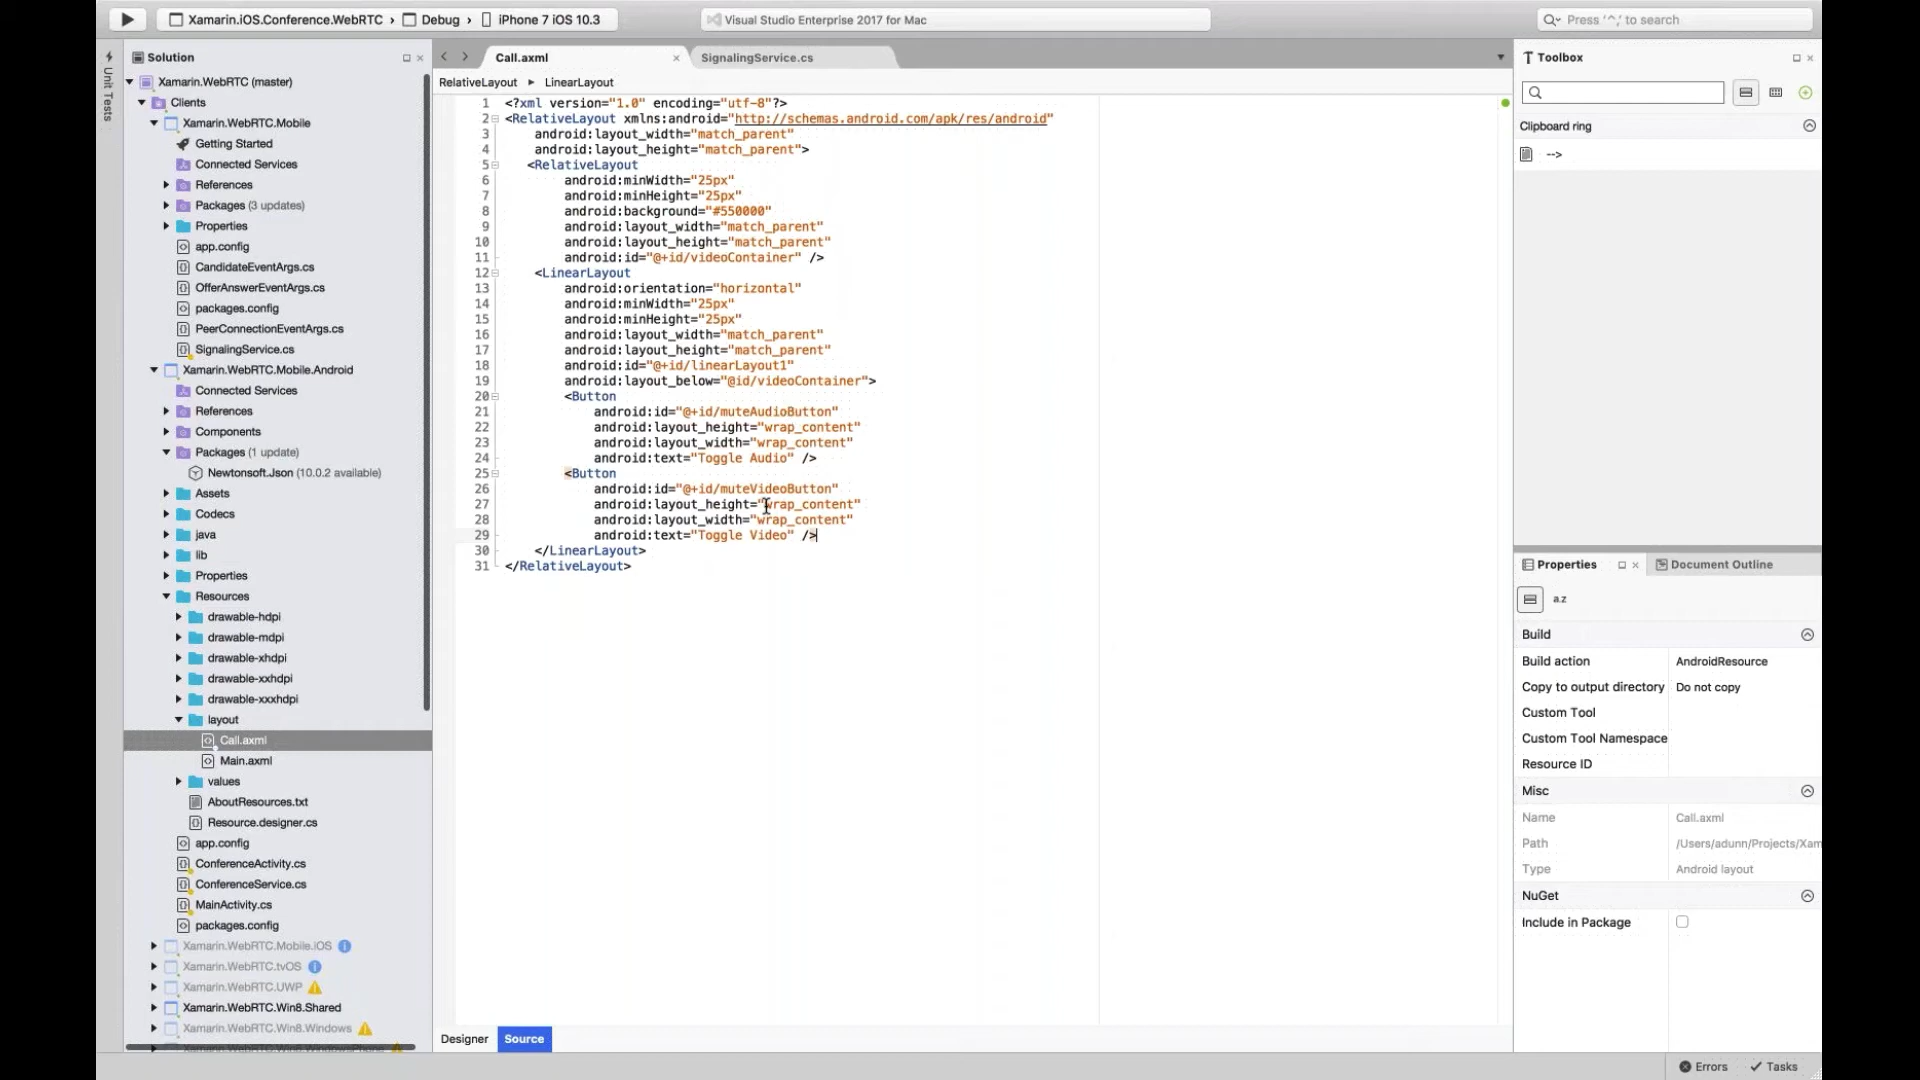 Xamarin.iOS.Conference.WebRTC › Debug › iPhone 7 iOS 10.3
Visual Studio Enterprise 2017 for Mac
Press '^,' to search
Unit Tests
Solution
Xamarin.WebRTC (master)
Clients
Xamarin.WebRTC.Mobile
Getting Started
Connected Services
References
Packages (3 updates)
Properties
app.config
CandidateEventArgs.cs
OfferAnswerEventArgs.cs
packages.config
PeerConnectionEventArgs.cs
SignalingService.cs
Xamarin.WebRTC.Mobile.Android
Connected Services
References
Components
Packages (1 update)
Newtonsoft.Json (10.0.2 available)
Assets
Codecs
java
lib
Properties
Resources
drawable-hdpi
drawable-mdpi
drawable-xhdpi
drawable-xxhdpi
drawable-xxxhdpi
layout
Call.axml
Main.axml
values
AboutResources.txt
Resource.designer.cs
app.config
ConferenceActivity.cs
ConferenceService.cs
MainActivity.cs
packages.config
Xamarin.WebRTC.Mobile.iOS
Xamarin.WebRTC.tvOS
Xamarin.WebRTC.UWP
Xamarin.WebRTC.Win8.Shared
Xamarin.WebRTC.Win8.Windows
Call.axml
SignalingService.cs
RelativeLayout ▸ LinearLayout
1 <?xml version="1.0" encoding="utf-8"?>
2 <RelativeLayout xmlns:android="http://schemas.android.com/apk/res/android"
3 android:layout_width="match_parent"
4 android:layout_height="match_parent">
5 <RelativeLayout
6 android:minWidth="25px"
7 android:minHeight="25px"
8 android:background="#550000"
9 android:layout_width="match_parent"
10 android:layout_height="match_parent"
11 android:id="@+id/videoContainer" />
12 <LinearLayout
13 android:orientation="horizontal"
14 android:minWidth="25px"
15 android:minHeight="25px"
16 android:layout_width="match_parent"
17 android:layout_height="match_parent"
18 android:id="@+id/linearLayout1"
19 android:layout_below="@id/videoContainer">
20 <Button
21 android:id="@+id/muteAudioButton"
22 android:layout_height="wrap_content"
23 android:layout_width="wrap_content"
24 android:text="Toggle Audio" />
25 <Button
26 android:id="@+id/muteVideoButton"
27 android:layout_height="wrap_content"
28 android:layout_width="wrap_content"
29 android:text="Toggle Video" />
30 </LinearLayout>
31 </RelativeLayout>
Designer Source
Toolbox
Clipboard ring
-->
Properties
Document Outline
a.z
Build
Build action AndroidResource
Copy to output directory Do not copy
Custom Tool
Custom Tool Namespace
Resource ID
Misc
Name Call.axml
Path /Users/adunn/Projects/Xam
Type Android layout
NuGet
Include in Package
Errors
Tasks